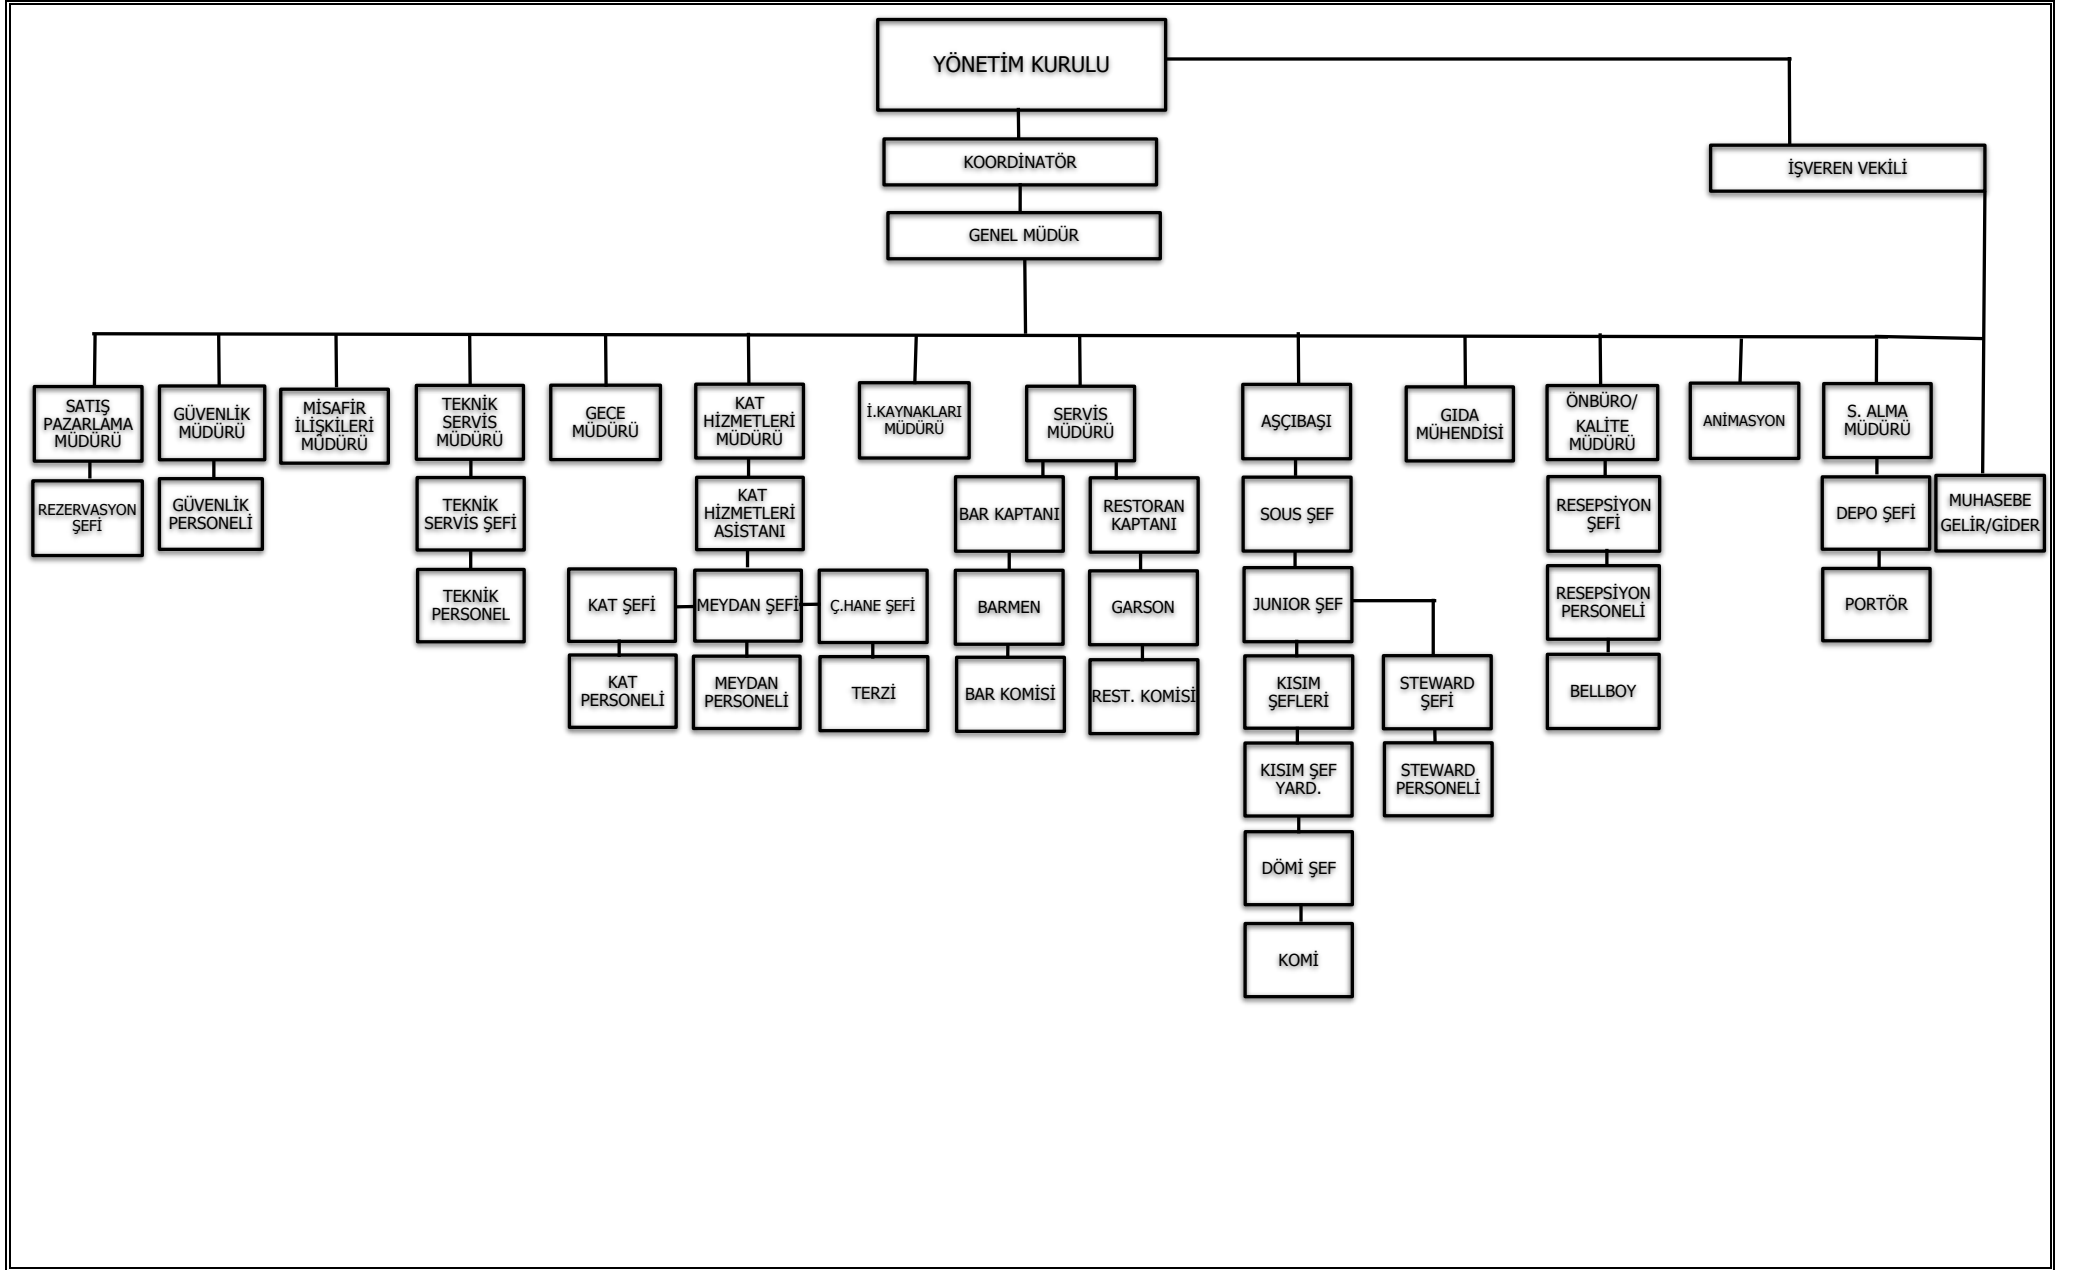 YÖNETİM KURULU
KOORDİNATÖR
İŞVEREN VEKİLİ
GENEL MÜDÜR
SATIŞ
PAZARLAMA
MÜDÜRÜ
GÜVENLİK
MÜDÜRÜ
MİSAFİR
İLİŞKİLERİ
MÜDÜRÜ
TEKNİK
SERVİS
MÜDÜRÜ
GECE
MÜDÜRÜ
KAT
HİZMETLERİ
MÜDÜRÜ
İ.KAYNAKLARI
MÜDÜRÜ
SERVİS
MÜDÜRÜ
AŞÇIBAŞI
GIDA
MÜHENDİSİ
ÖNBÜRO/
KALİTE
MÜDÜRÜ
ANİMASYON
S. ALMA
MÜDÜRÜ
REZERVASYON
ŞEFİ
GÜVENLİK
PERSONELİ
TEKNİK
SERVİS ŞEFİ
KAT
HİZMETLERİ
ASİSTANI
BAR KAPTANI
RESTORAN
KAPTANI
SOUS ŞEF
RESEPSİYON
ŞEFİ
DEPO ŞEFİ
MUHASEBE
GELİR/GİDER
TEKNİK
PERSONEL
KAT ŞEFİ
MEYDAN ŞEFİ
Ç.HANE ŞEFİ
BARMEN
GARSON
JUNIOR ŞEF
RESEPSİYON
PERSONELİ
PORTÖR
KAT
PERSONELİ
MEYDAN
PERSONELİ
TERZİ
BAR KOMİSİ
REST. KOMİSİ
KISIM
ŞEFLERİ
STEWARD
ŞEFİ
BELLBOY
KISIM ŞEF
YARD.
STEWARD
PERSONELİ
DÖMİ ŞEF
KOMİ